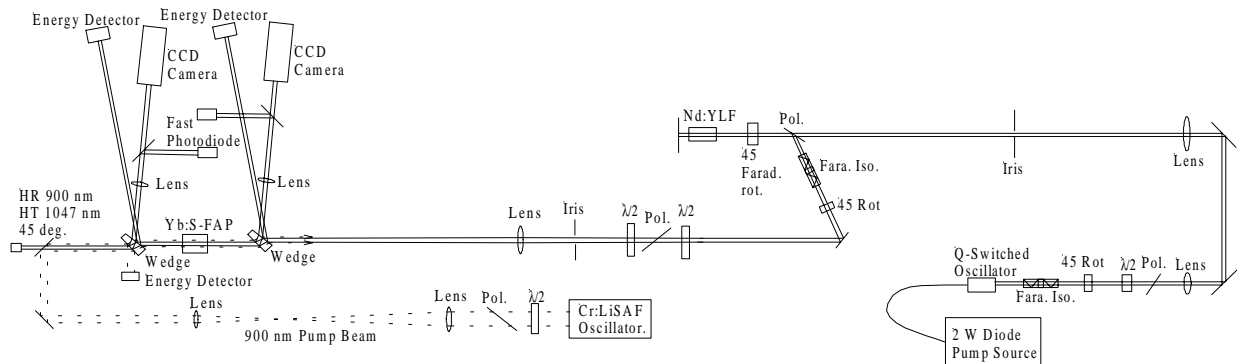 Energy Detector
Energy Detector
CCD
Camera
CCD
Camera
Fast
Photodiode
Lens
Lens
HR 900 nm
HT 1047 nm
45 deg.
Yb:S-FAP
Wedge
Wedge
Energy Detector
Lens
900 nm Pump Beam
Lens
Pol.
λ/2
Cr:LiSAF
Oscillator.
Lens
Iris
λ/2
Pol.
λ/2
Nd:YLF
45
Farad.
rot.
Pol.
Fara. Iso.
45 Rot
Iris
Lens
Q-Switched
Oscillator
Fara. Iso.
45 Rot
λ/2
Pol.
Lens
2 W Diode
Pump Source